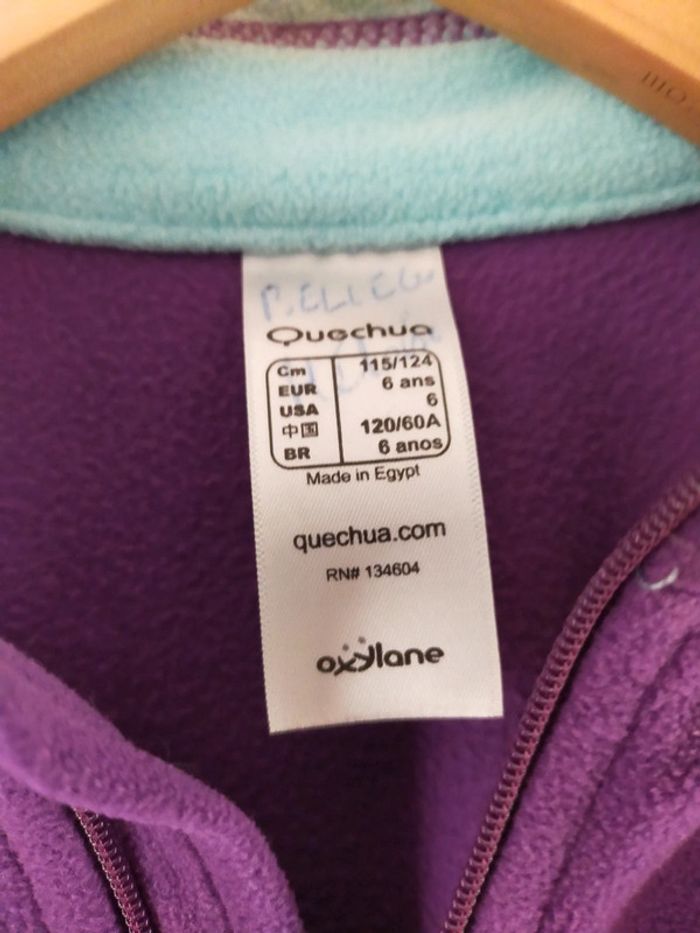 Quechua
Cm 115/124
EUR 6 ans
USA 6
中国 120/60A
BR 6 anos
Made in Egypt
quechua.com
RN# 134604
oxylane